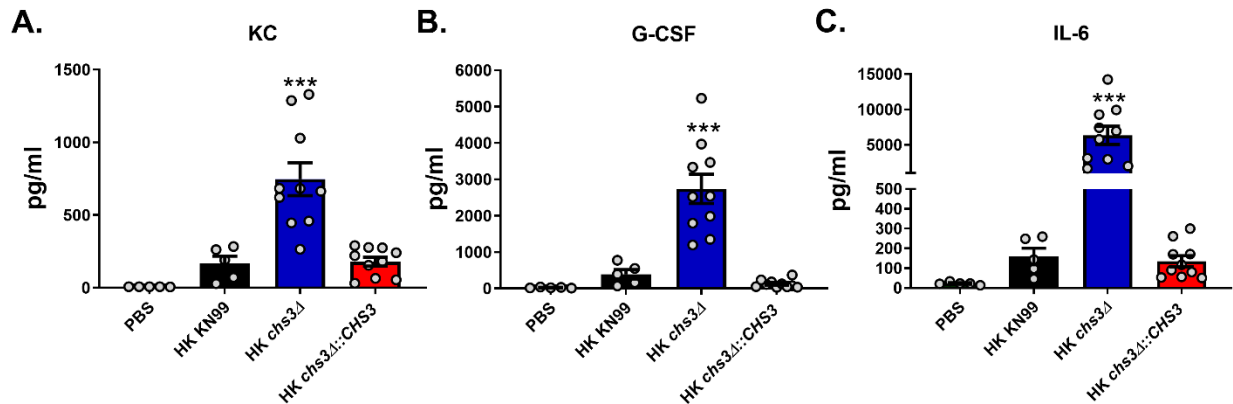 A.
KC
1500
1000
500
0
pg/ml
***
PBS
HK KN99
HK chs3Δ
HK chs3Δ::CHS3
B.
G-CSF
6000
5000
4000
3000
2000
1000
0
pg/ml
***
PBS
HK KN99
HK chs3Δ
HK chs3Δ::CHS3
C.
IL-6
15000
10000
5000
500
400
300
200
100
0
pg/ml
***
PBS
HK KN99
HK chs3Δ
HK chs3Δ::CHS3